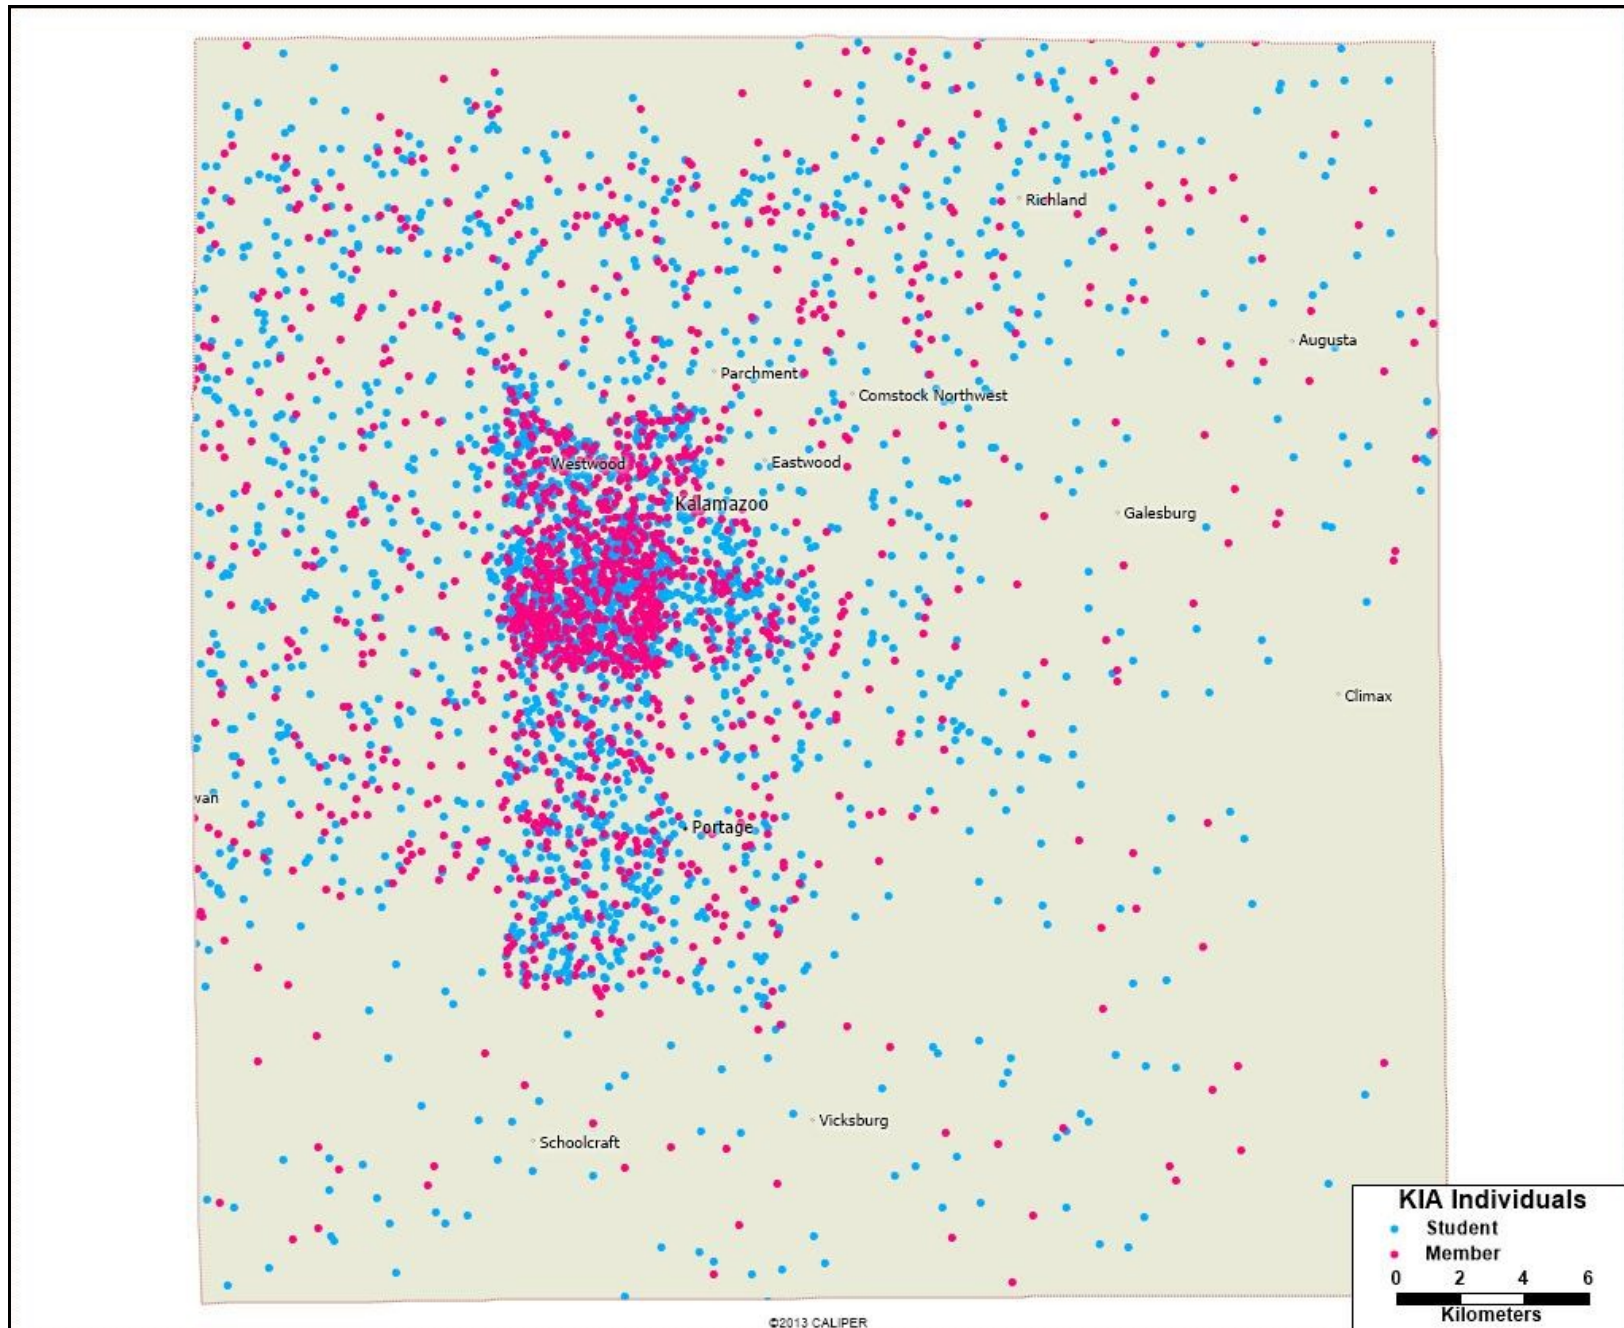 Richland
Augusta
Parchment
Comstock Northwest
Westwood
Eastwood
Kalamazoo
Galesburg
Climax
wan
Portage
Vicksburg
Schoolcraft
KIA Individuals
Student
Member
0 2 4 6
Kilometers
©2013 CALIPER